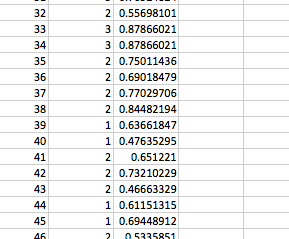 32 2 0.55698101
33 3 0.87866021
34 3 0.87866021
35 2 0.75011436
36 2 0.69018479
37 2 0.77029706
38 2 0.84482194
39 1 0.63661847
40 1 0.47635295
41 2 0.651221
42 2 0.73210229
43 2 0.46663329
44 1 0.61151315
45 1 0.69448912
46 2 0.5335851